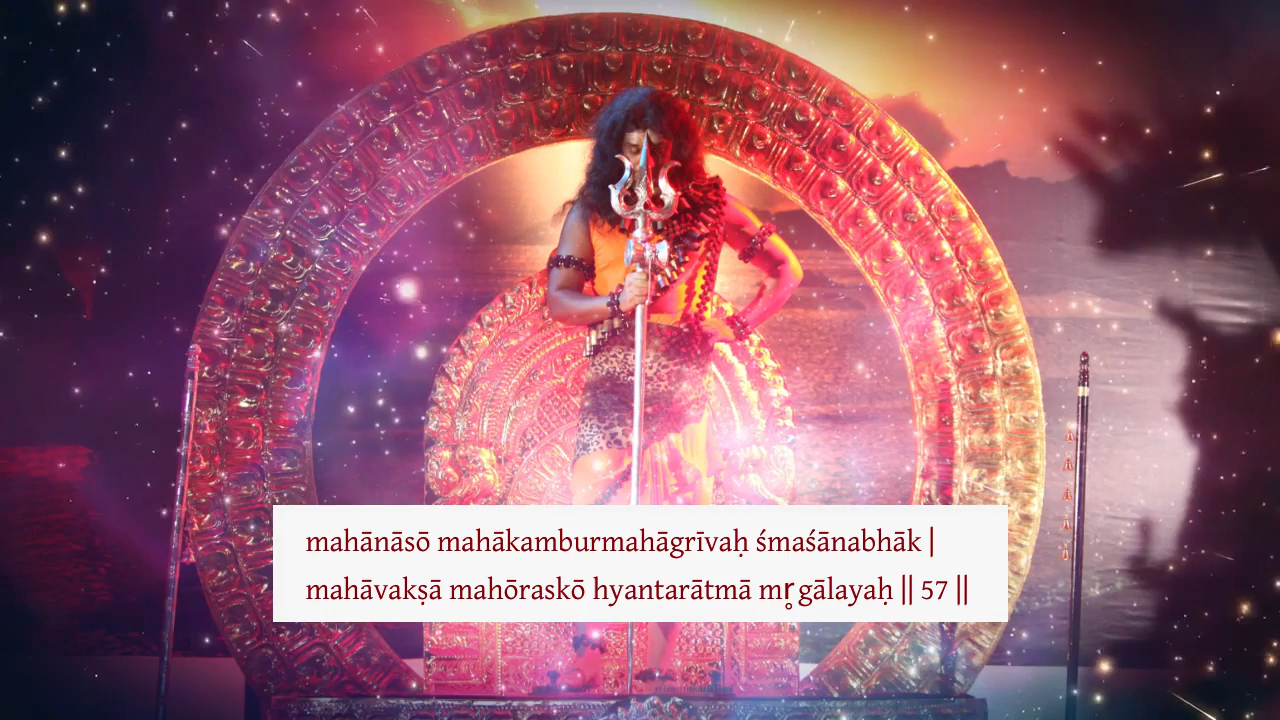 mahānāsō mahākamburmahāgrīvaḥ śmaśānabhāk |
mahāvakṣā mahōraskō hyantarātmā mr̥gālayaḥ || 57 ||